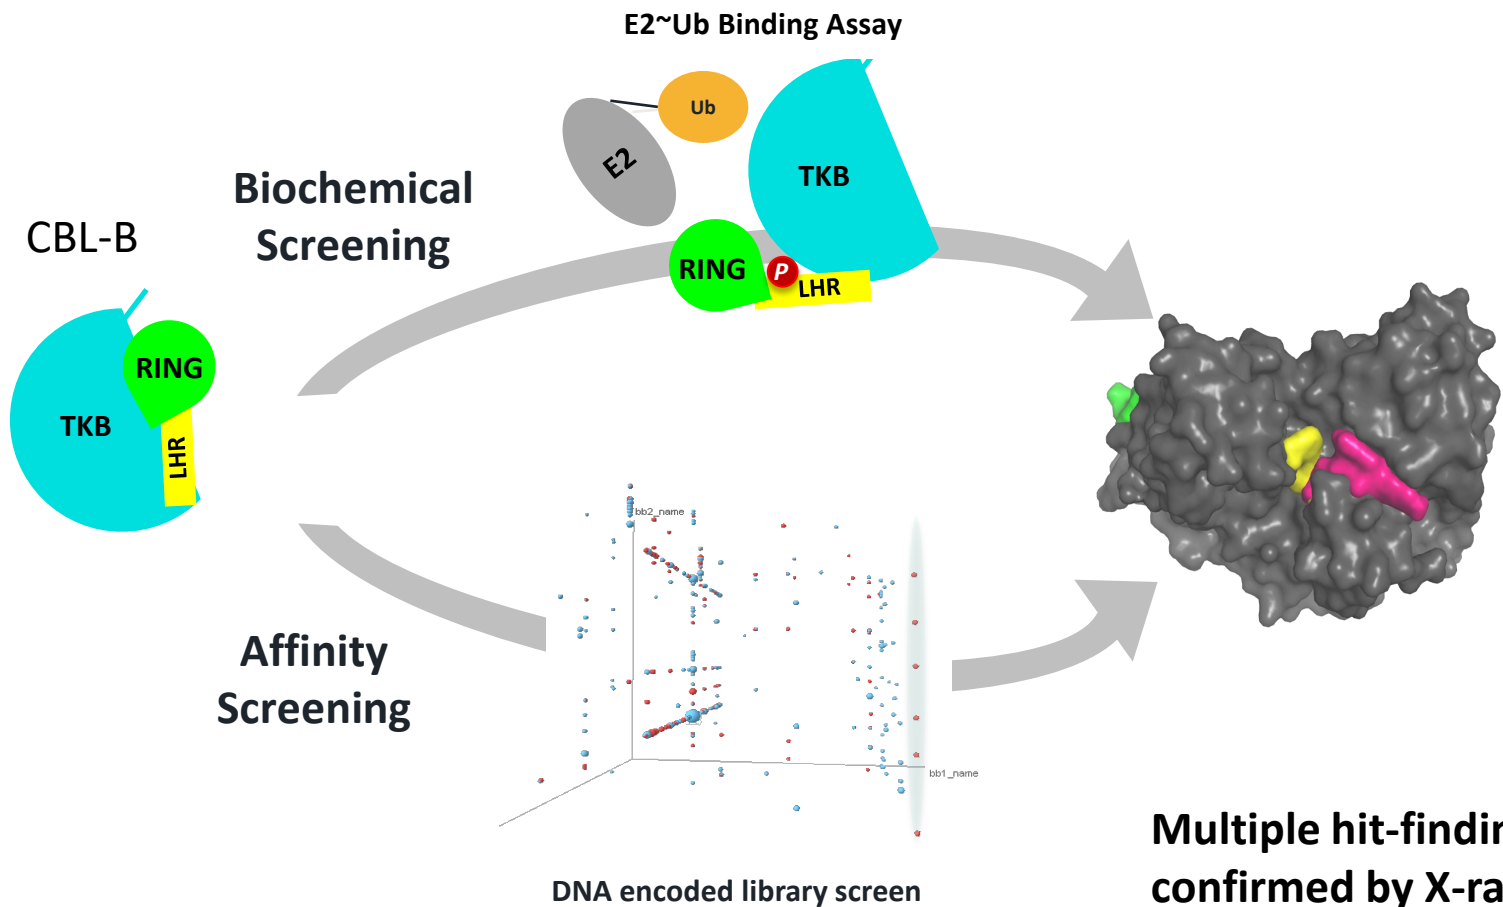 E2~Ub Binding Assay
Ub
E2
TKB
Biochemical
Screening
CBL-B
RING
P
LHR
RING
TKB
LHR
bb2_name
Affinity
Screening
bb1_name
Multiple hit-findin
confirmed by X-ra
DNA encoded library screen